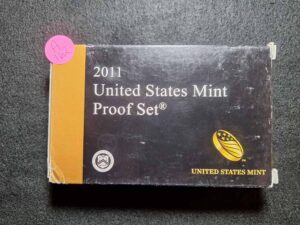 2011
United States Mint
Proof Set®
UNITED STATES MINT